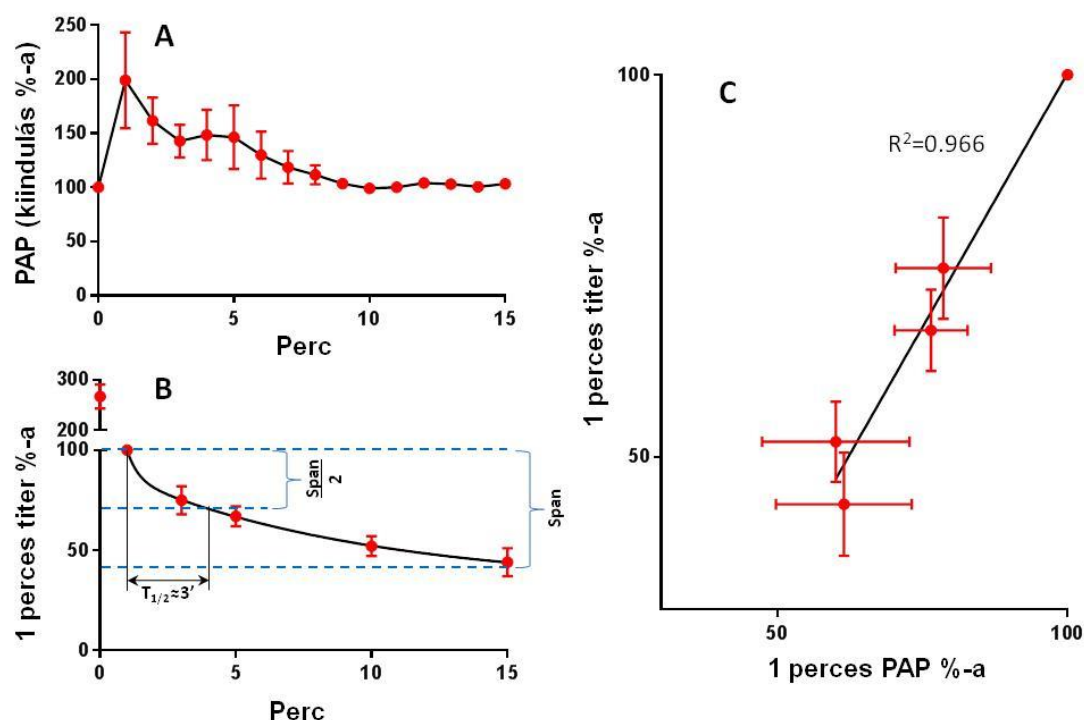 A
PAP (kiindulás %-a)
250
200
150
100
50
0
0 5 10 15
Perc
B
1 perces titer %-a
300
200
100
50
0
Span
2
Span
T1/2≈3’
0 5 10 15
Perc
C
1 perces titer %-a
100
50
R²=0.966
50 100
1 perces PAP %-a